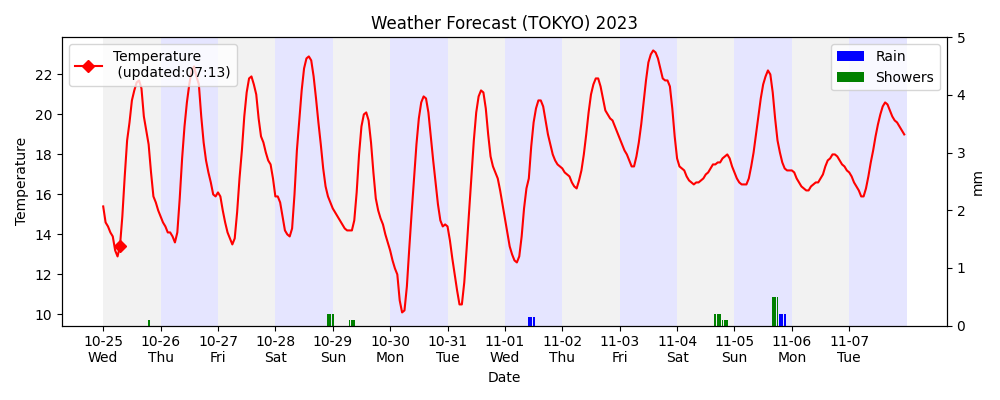 Weather Forecast (TOKYO) 2023
Temperature
(updated:07:13)
Rain
Showers
Temperature
22
20
18
16
14
12
10
5
4
3
2
1
0
mm
10-25 10-26 10-27 10-28 10-29 10-30 10-31 11-01 11-02 11-03 11-04 11-05 11-06 11-07
Wed Thu Fri Sat Sun Mon Tue Wed Thu Fri Sat Sun Mon Tue
Date